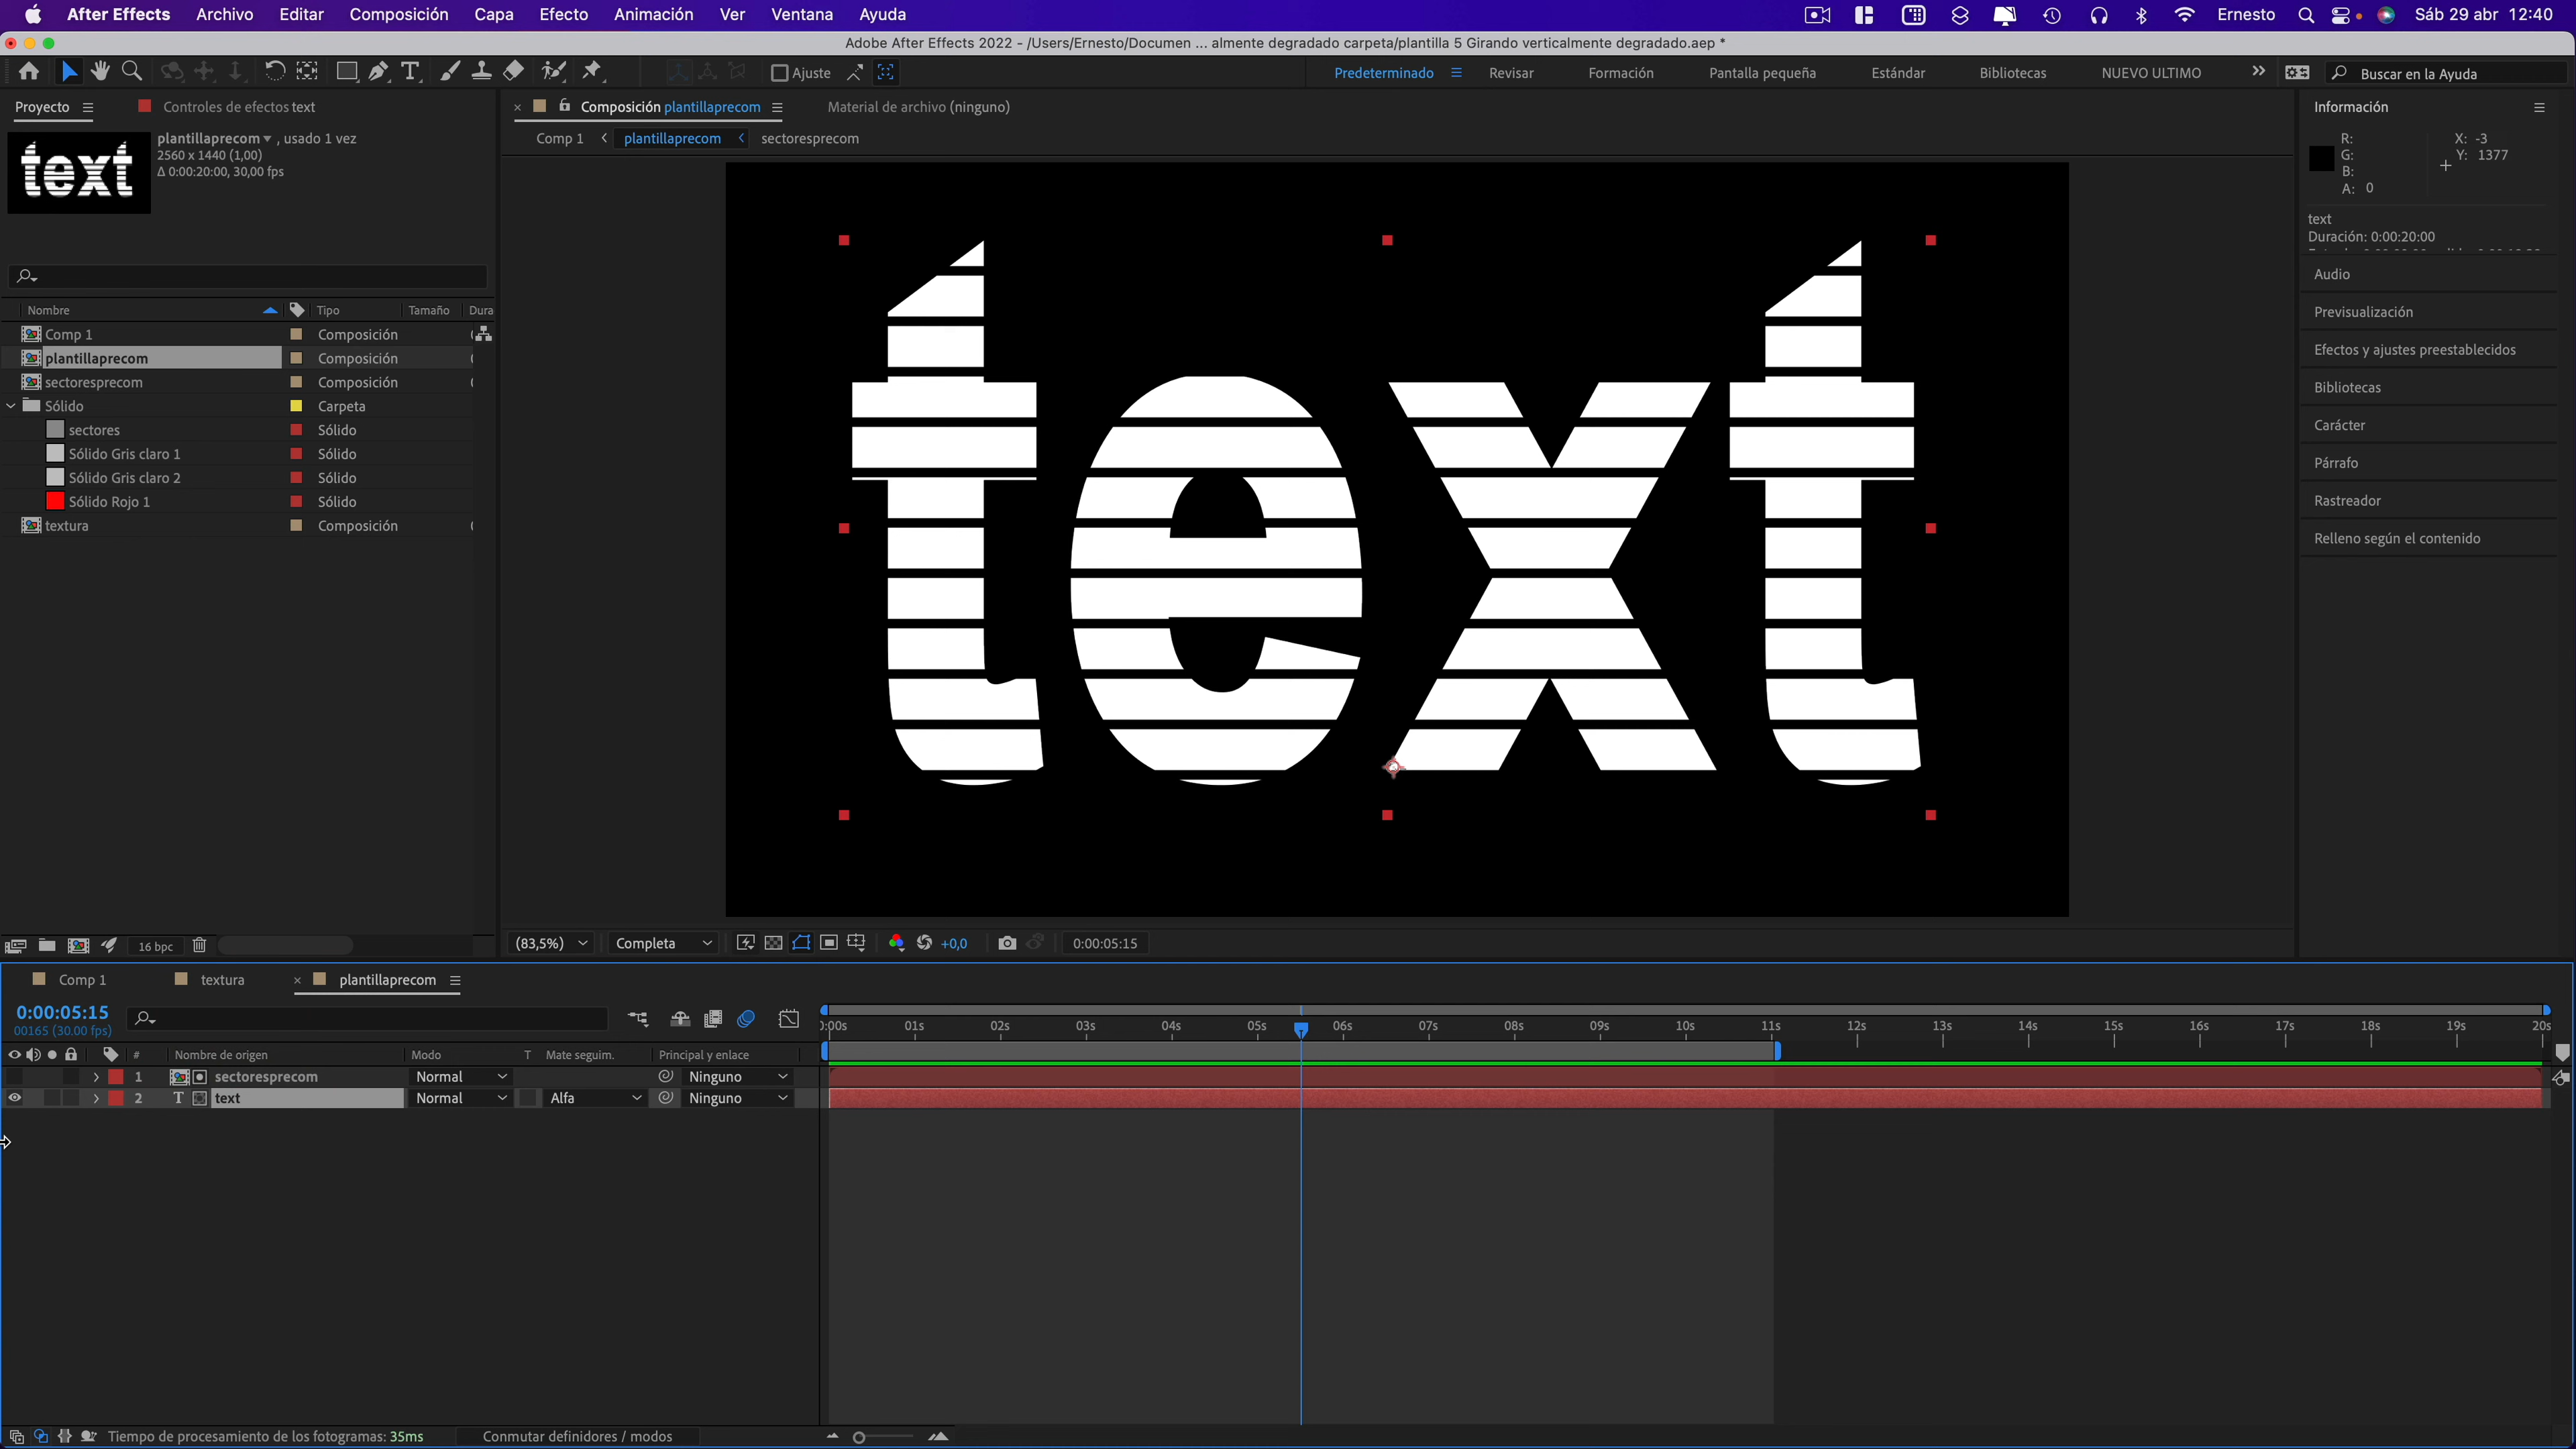 After Effects Archivo Editar Composición Capa Efecto Animación Ver Ventana Ayuda Ernesto Sáb 29 abr 12:40
Adobe After Effects 2022 - /Users/Ernesto/Documen ... almente degradado carpeta/plantilla 5 Girando verticalmente degradado.aep *
Ajuste Predeterminado Revisar Formación Pantalla pequeña Estándar Bibliotecas NUEVO ULTIMO Buscar en la Ayuda
Proyecto Controles de efectos text
plantillaprecom , usado 1 vez
2560 x 1440 (1,00)
Δ 0:00:20:00, 30,00 fps
text
Nombre Tipo Tamaño Dura
Comp 1 Composición
plantillaprecom Composición
sectoresprecom Composición
Sólido Carpeta
sectores Sólido
Sólido Gris claro 1 Sólido
Sólido Gris claro 2 Sólido
Sólido Rojo 1 Sólido
textura Composición
16 bpc
Composición plantillaprecom Material de archivo (ninguno)
Comp 1 plantillaprecom sectoresprecom
text
(83,5%) Completa +0,0 0:00:05:15
Información
R: X: -3
G: Y: 1377
B:
A: 0
text
Duración: 0:00:20:00
Audio
Previsualización
Efectos y ajustes preestablecidos
Bibliotecas
Carácter
Párrafo
Rastreador
Relleno según el contenido
Comp 1 textura plantillaprecom
0:00:05:15
00165 (30.00 fps)
0:00s 01s 02s 03s 04s 05s 06s 07s 08s 09s 10s 11s 12s 13s 14s 15s 16s 17s 18s 19s 20s
# Nombre de origen Modo T Mate seguim. Principal y enlace
1 sectoresprecom Normal Ninguno
2 T text Normal Alfa Ninguno
Tiempo de procesamiento de los fotogramas: 35ms Conmutar definidores / modos